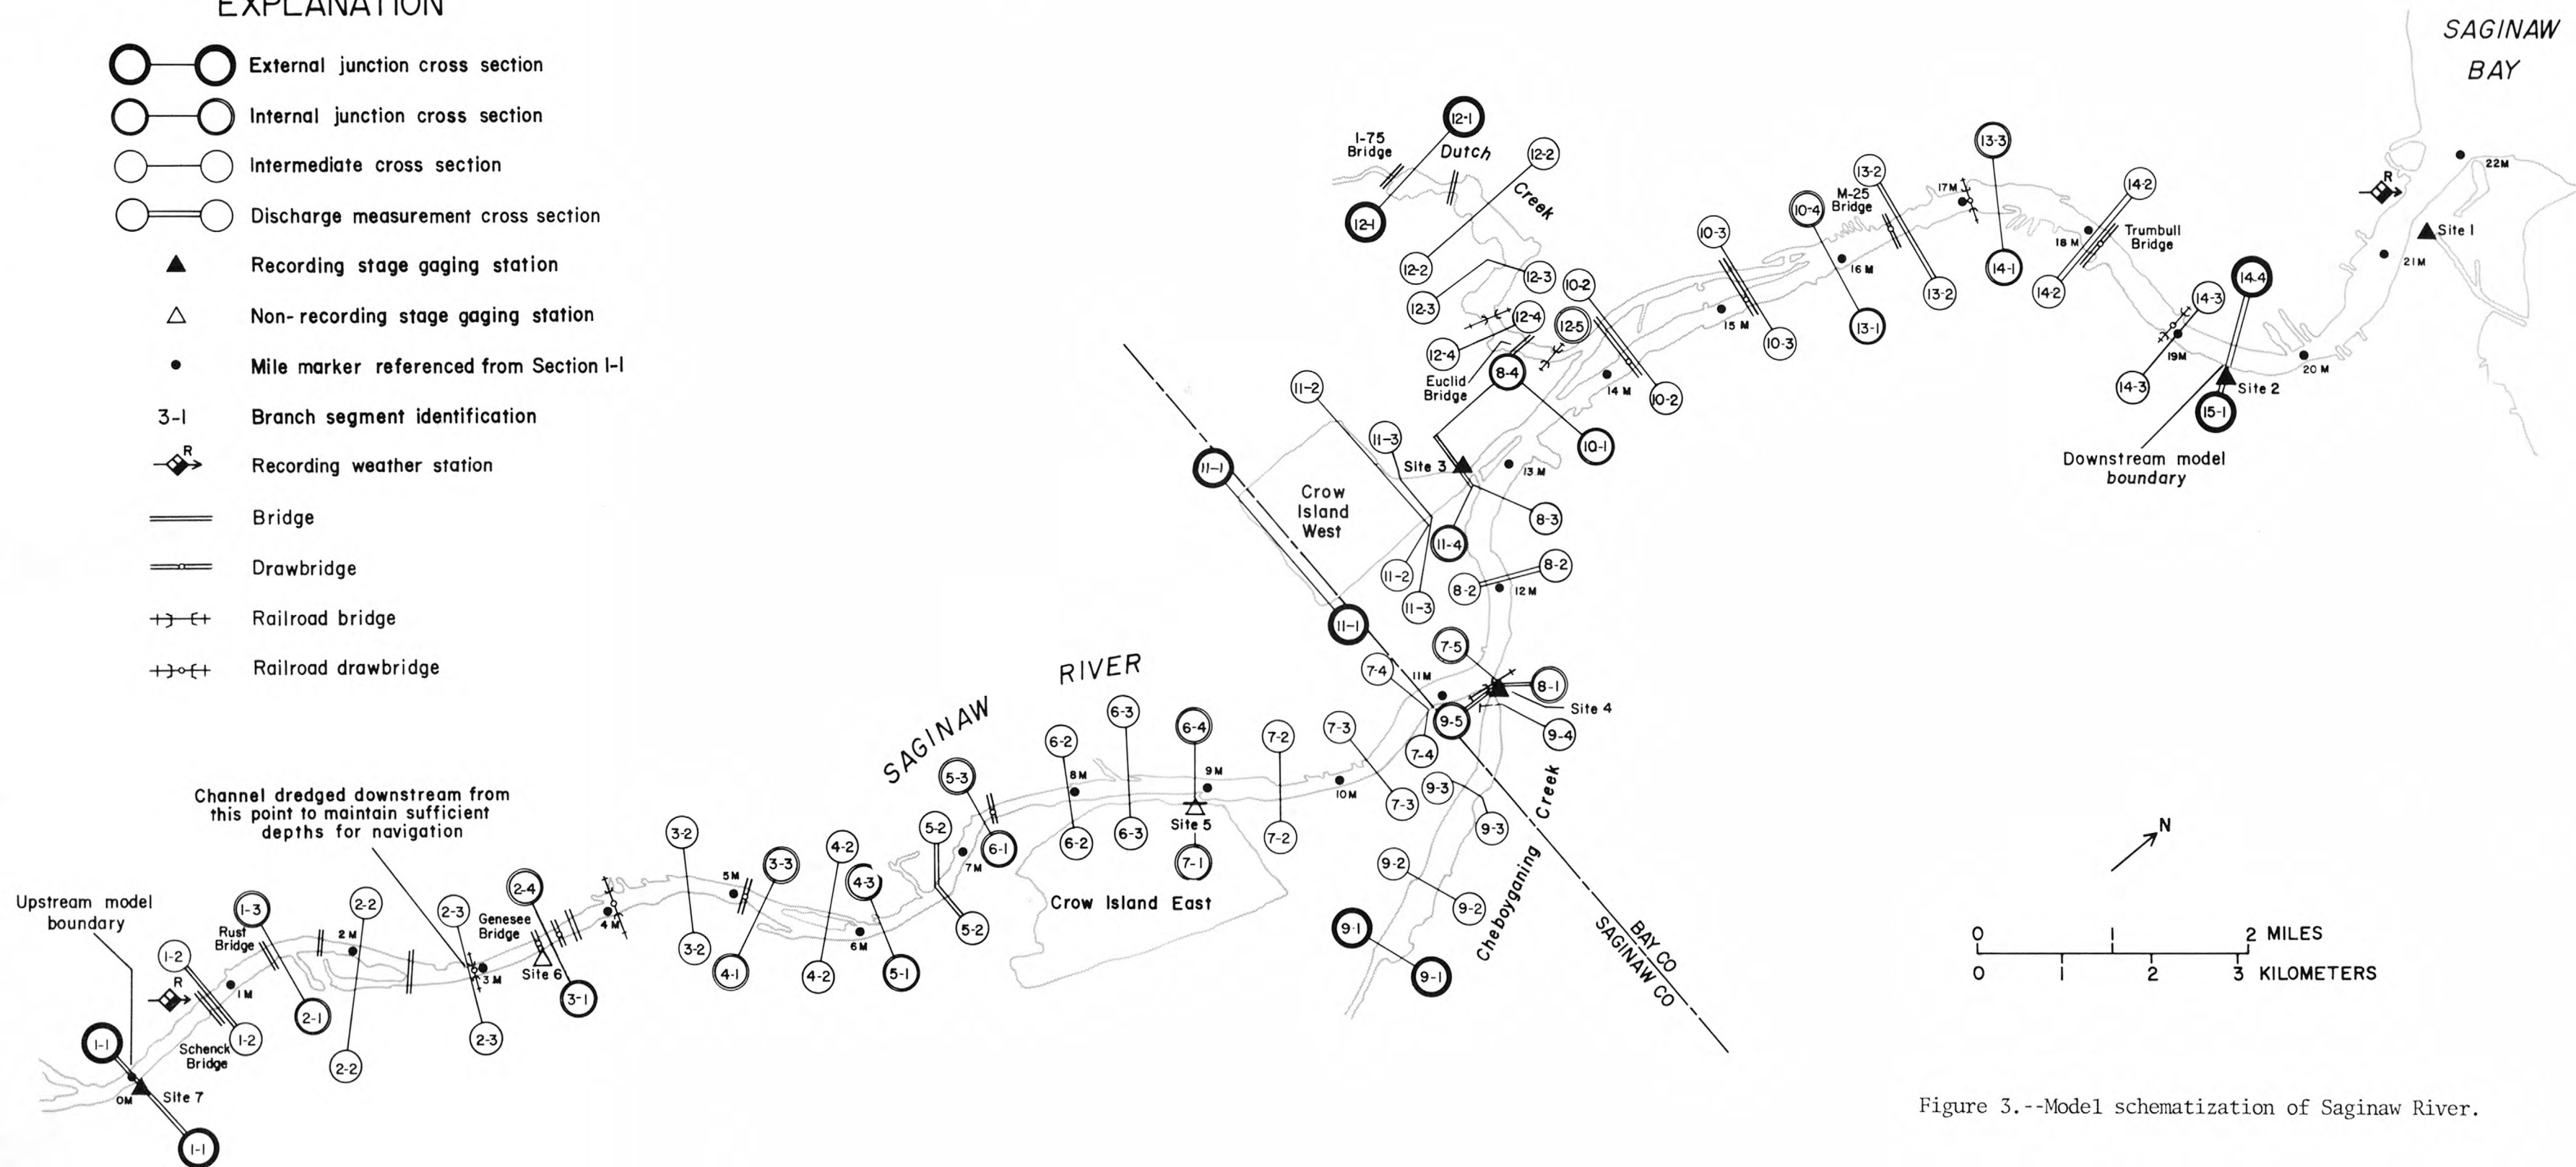 EXPLANATION
External junction cross section
Internal junction cross section
Intermediate cross section
Discharge measurement cross section
Recording stage gaging station
Non-recording stage gaging station
Mile marker referenced from Section 1-1
3-1 Branch segment identification
R
Recording weather station
Bridge
Drawbridge
Railroad bridge
Railroad drawbridge
Channel dredged downstream from
this point to maintain sufficient
depths for navigation
Upstream model
boundary
1-1
OM
Site 7
1-1
R
1-2
Schenck
Bridge
1-2
1M
Rust
Bridge
1-3
2-1
2M
2-2
2-2
2-3
3M
2-3
Genesee
Bridge
2-4
Site 6
3-1
4M
3-2
3-2
5M
3-3
4-1
4-2
4-2
4-3
6M
5-1
5-2
5-2
7M
5-3
6-1
SAGINAW
RIVER
6-2
8M
6-2
6-3
6-3
6-4
9M
Site 5
7-1
Crow Island East
7-2
7-2
7-3
10M
7-3
7-4
11M
7-4
7-5
8-1
Site 4
9-5
9-4
9-3
9-3
9-2
9-2
9-1
9-1
Cheboyganing Creek
BAY CO
SAGINAW CO
11-1
11-1
Crow
Island
West
11-2
11-2
11-3
11-3
11-4
8-2
8-2
12M
8-3
Site 3
13M
8-4
10-1
Euclid
Bridge
I-75
Bridge
Dutch
Creek
12-1
12-1
12-2
12-2
12-3
12-3
12-4
12-4
12-5
10-2
14M
10-2
10-3
15M
10-3
10-4
16M
13-1
M-25
Bridge
13-2
13-2
17M
13-3
14-1
14-2
18M
Trumbull
Bridge
14-2
14-3
19M
14-3
14-4
Site 2
15-1
Downstream model
boundary
20M
21M
R
Site 1
22M
SAGINAW
BAY
N
0 1 2 MILES
0 1 2 3 KILOMETERS
Figure 3.--Model schematization of Saginaw River.